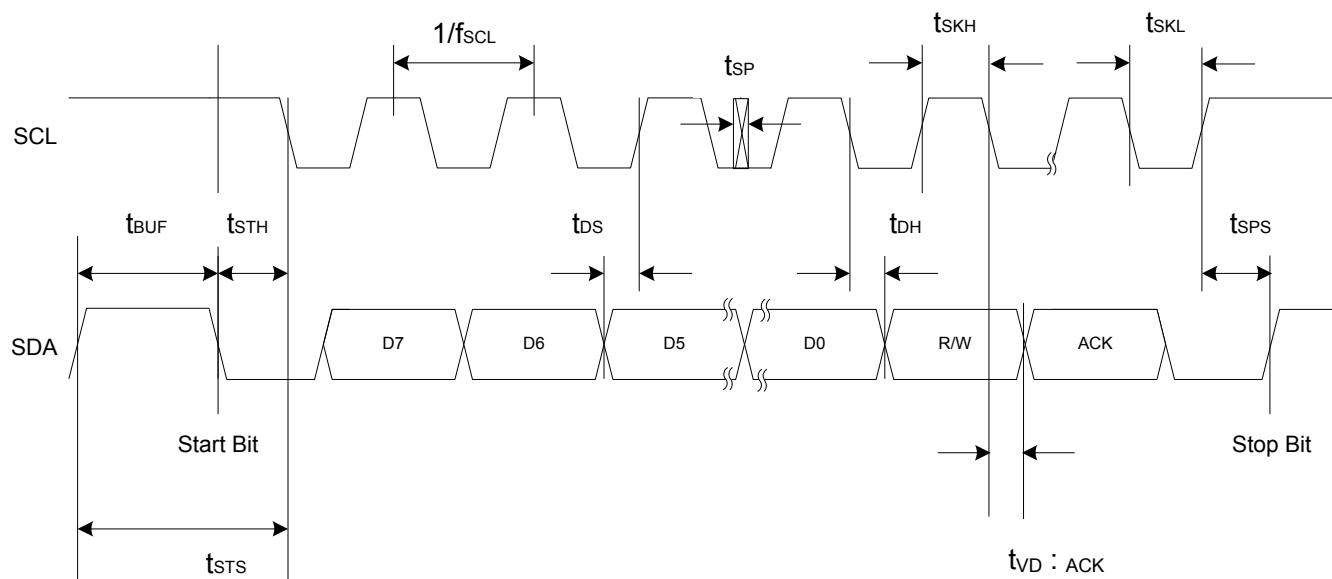 tSKH
tSKL
1/fSCL
tSP
SCL
tBUF
tSTH
tDS
tDH
tSPS
SDA
D7
D6
D5
D0
R/W
ACK
Start Bit
Stop Bit
tSTS
tVD : ACK